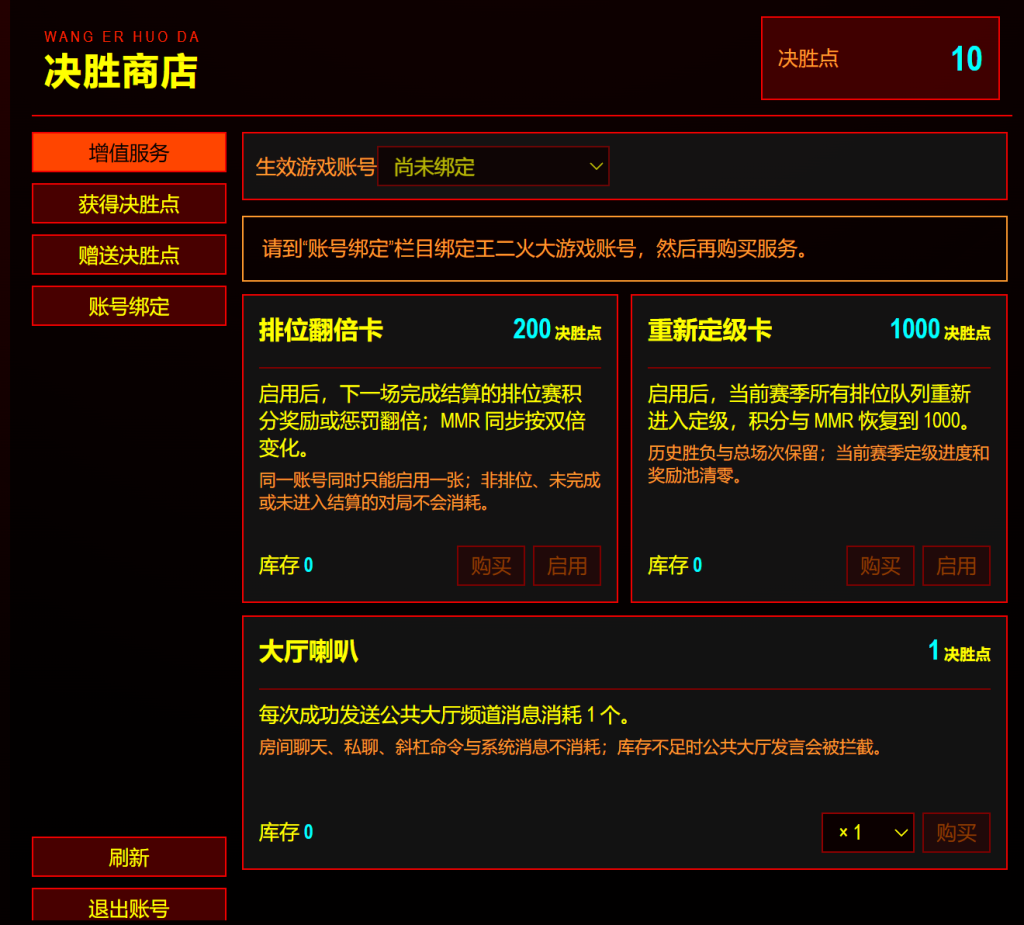 WANG ER HUO DA
决胜商店
决胜点 10
增值服务
获得决胜点
赠送决胜点
账号绑定
生效游戏账号 尚未绑定
请到“账号绑定”栏目绑定王二火大游戏账号，然后再购买服务。
排位翻倍卡 200 决胜点
启用后，下一场完成结算的排位赛积
分奖励或惩罚翻倍；MMR 同步按双倍
变化。
同一账号同时只能启用一张；非排位、未完成
或未进入结算的对局不会消耗。
库存 0 购买 启用
重新定级卡 1000 决胜点
启用后，当前赛季所有排位队列重新
进入定级，积分与 MMR 恢复到 1000。
历史胜负与总场次保留；当前赛季定级进度和
奖励池清零。
库存 0 购买 启用
大厅喇叭 1 决胜点
每次成功发送公共大厅频道消息消耗 1 个。
房间聊天、私聊、斜杠命令与系统消息不消耗；库存不足时公共大厅发言会被拦截。
库存 0 × 1 购买
刷新
退出账号